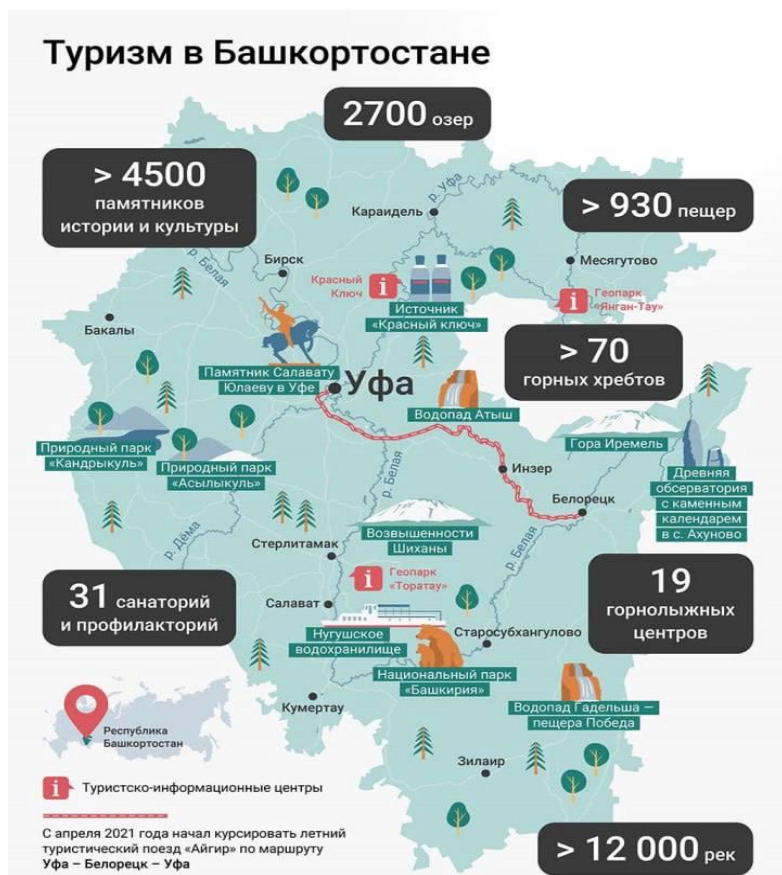 Туризм в Башкортостане
2700 озер
> 4500
памятников
истории и культуры
р. Уфа
> 930 пещер
Караидель
р. Белая
Бирск
Месягутово
Красный
Ключ
Источник
«Красный ключ»
Геопарк
«Янган-Тау»
Бакалы
> 70
горных хребтов
Памятник Салавату
Юлаеву в Уфе
Уфа
Водопад Атыш
Природный парк
«Кандрыкуль»
Природный парк
«Асылыкуль»
Гора Иремель
Инзер
р. Белая
Древняя
обсерватория
с каменным
календарем
в с. Ахуново
Белорецк
р. Дёма
Возвышенности
Шиханы
р. Белая
Стерлитамак
Геопарк
«Торатау»
31 санаторий
и профилакторий
Салават
19
горнолыжных
центров
Нугушское
водохранилище
Старосубхангулово
Национальный парк
«Башкирия»
Кумертау
Водопад Гадельша —
пещера Победа
Республика
Башкортостан
Зилаир
Туристско-информационные центры
С апреля 2021 года начал курсировать летний
туристический поезд «Айгир» по маршруту
Уфа – Белорецк – Уфа
> 12 000 рек